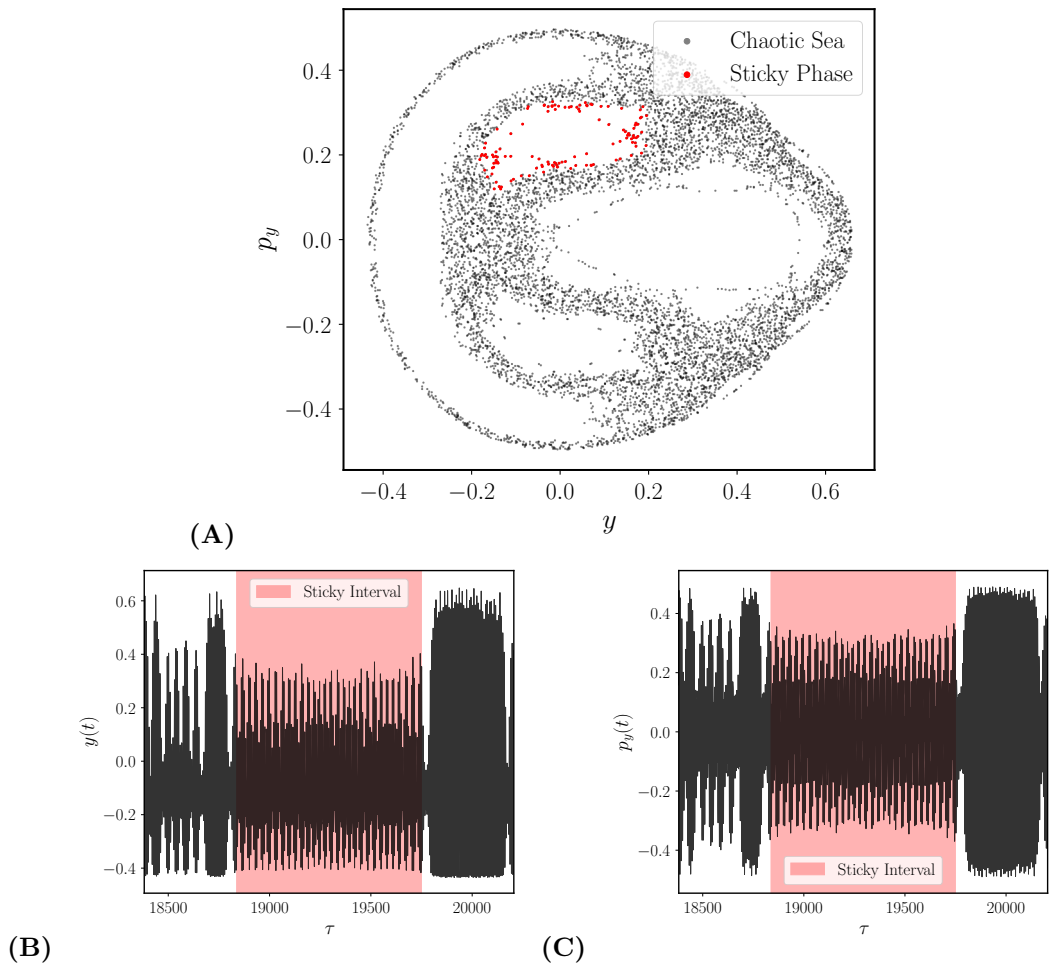 Chaotic Sea
Sticky Phase
0.4
0.2
0.0
−0.2
−0.4
p_y
−0.4 −0.2 0.0 0.2 0.4 0.6
y
(A)
Sticky Interval
0.6
0.4
0.2
0.0
−0.2
−0.4
y(t)
18500 19000 19500 20000
τ
(B)
0.4
0.2
0.0
−0.2
−0.4
p_y(t)
Sticky Interval
18500 19000 19500 20000
τ
(C)